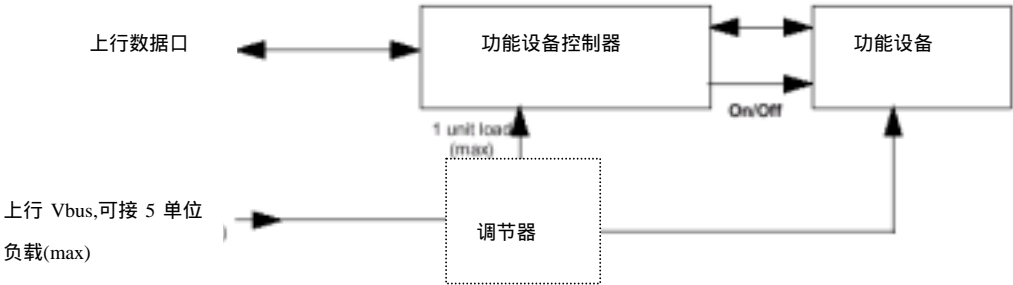 上行数据口
功能设备控制器
功能设备
On/Off
1 unit load
(max)
上行 Vbus,可接 5 单位
负载(max)
调节器